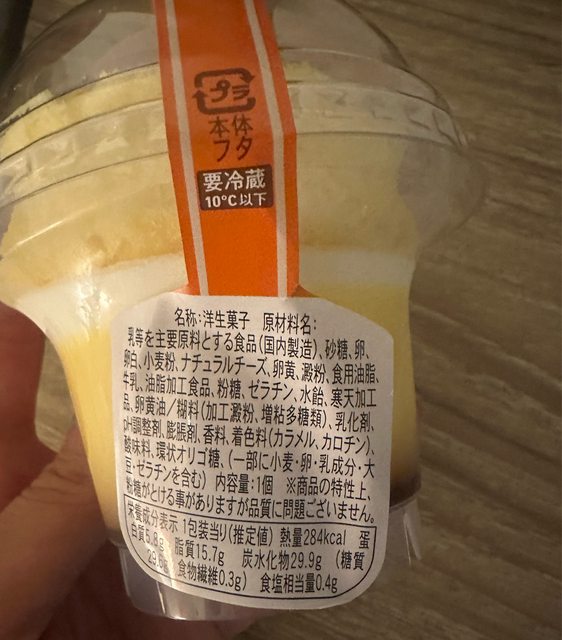 プラ
本体
フタ
要冷蔵
10°C以下
名称:洋生菓子 原材料名:
乳等を主要原料とする食品(国内製造)、砂糖、卵、
卵白、小麦粉、ナチュラルチーズ、卵黄、澱粉、食用油脂、
牛乳、油脂加工食品、粉糖、ゼラチン、水飴、寒天加工
品、卵黄油/糊料(加工澱粉、増粘多糖類)、乳化剤、
pH調整剤、膨脹剤、香料、着色料(カラメル、カロチン)、
酸味料、環状オリゴ糖、(一部に小麦・卵・乳成分・大
豆・ゼラチンを含む) 内容量:1個 ※商品の特性上、
粉糖がとける事がありますが品質に問題ございません。
栄養成分表示 1包装当り(推定値) 熱量284kcal 蛋
白質5.8g 脂質15.7g 炭水化物29.9g (糖質
食物繊維0.3g) 食塩相当量0.4g